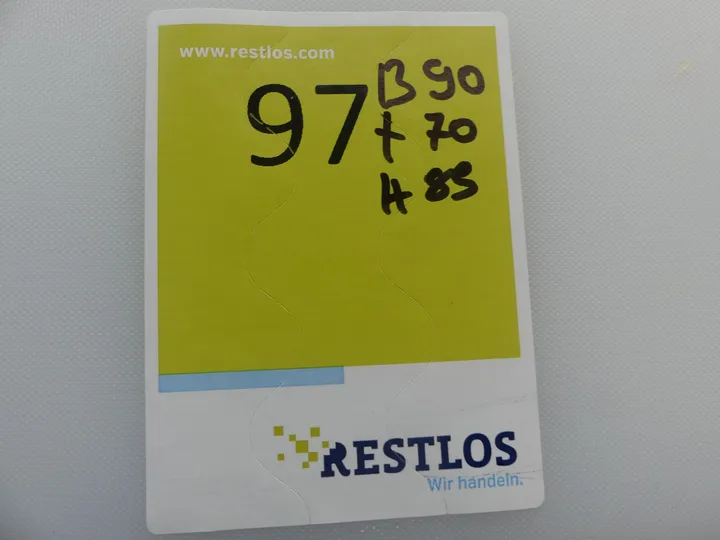 www.restlos.com
97
B 90
t 70
H 85
RESTLOS
Wir handeln.